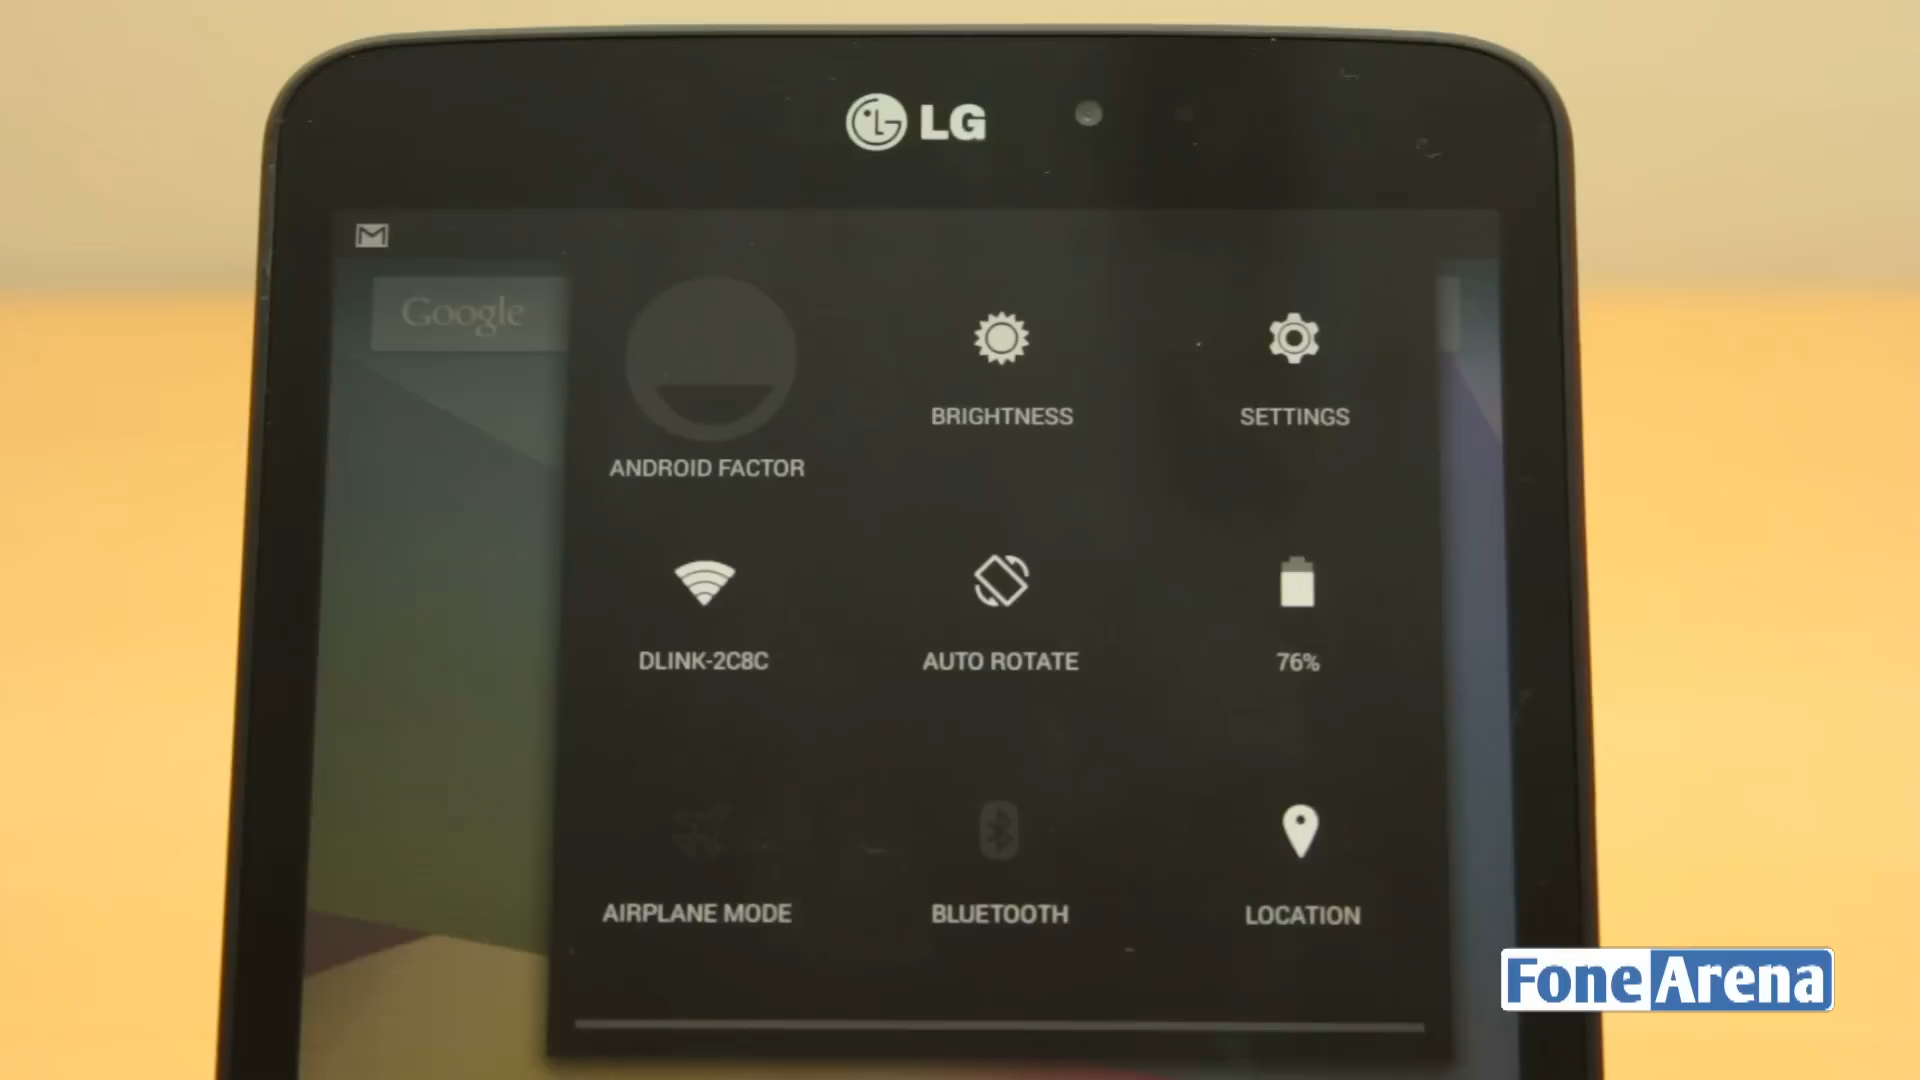 LG
Google
BRIGHTNESS
SETTINGS
ANDROID FACTOR
DLINK-2C8C
AUTO ROTATE
76%
AIRPLANE MODE
BLUETOOTH
LOCATION
FoneArena